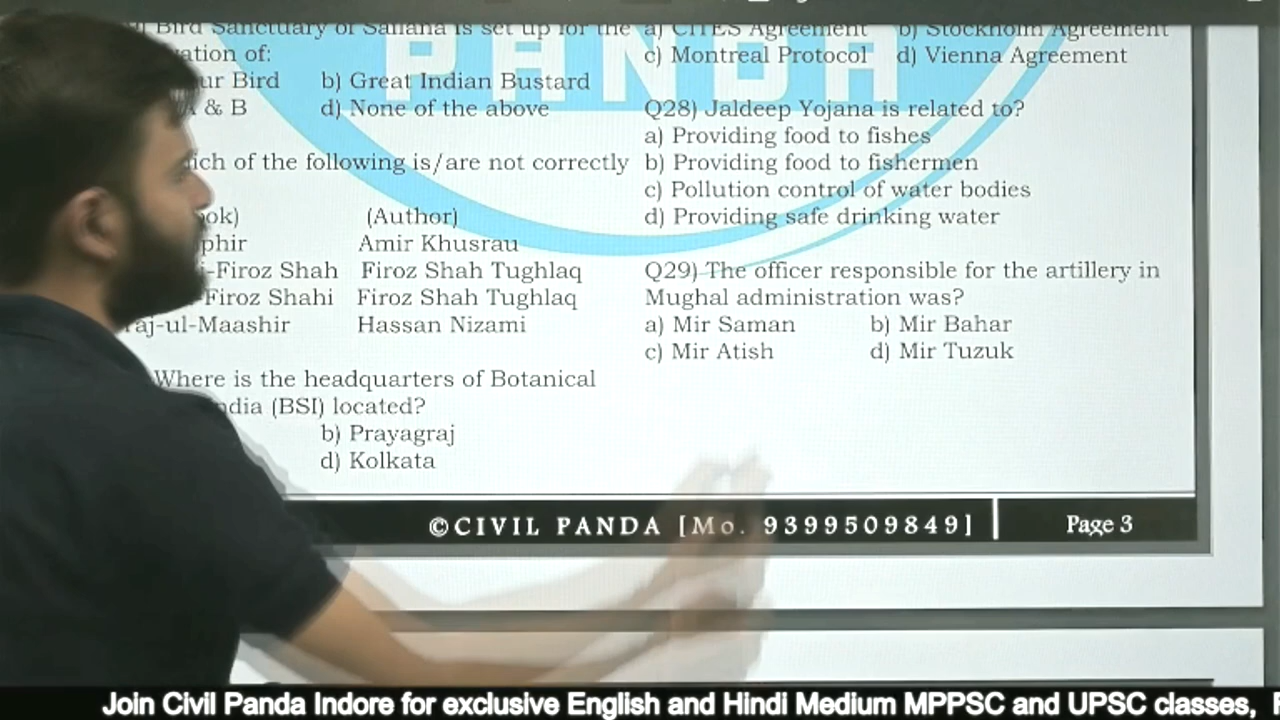 Bird Sanctuary of Sailana is set up for the
ation of:
ur Bird b) Great Indian Bustard
A & B d) None of the above
ich of the following is/are not correctly
ok) (Author)
phir Amir Khusrau
i-Firoz Shah Firoz Shah Tughlaq
-Firoz Shahi Firoz Shah Tughlaq
aj-ul-Maashir Hassan Nizami
Where is the headquarters of Botanical
ndia (BSI) located?
b) Prayagraj
d) Kolkata
a) CITES Agreement b) Stockholm Agreement
c) Montreal Protocol d) Vienna Agreement
Q28) Jaldeep Yojana is related to?
a) Providing food to fishes
b) Providing food to fishermen
c) Pollution control of water bodies
d) Providing safe drinking water
Q29) The officer responsible for the artillery in
Mughal administration was?
a) Mir Saman b) Mir Bahar
c) Mir Atish d) Mir Tuzuk
PANDA
©CIVIL PANDA [Mo. 9399509849] Page 3
Join Civil Panda Indore for exclusive English and Hindi Medium MPPSC and UPSC classes,